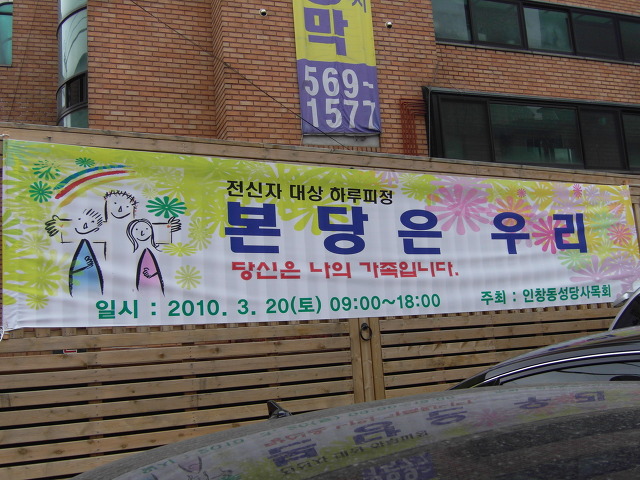 막
569-
1577
전신자 대상 하루피정
본당은 우리
당신은 나의 가족입니다.
일시 : 2010. 3. 20(토) 09:00~18:00
주최 : 인창동성당사목회